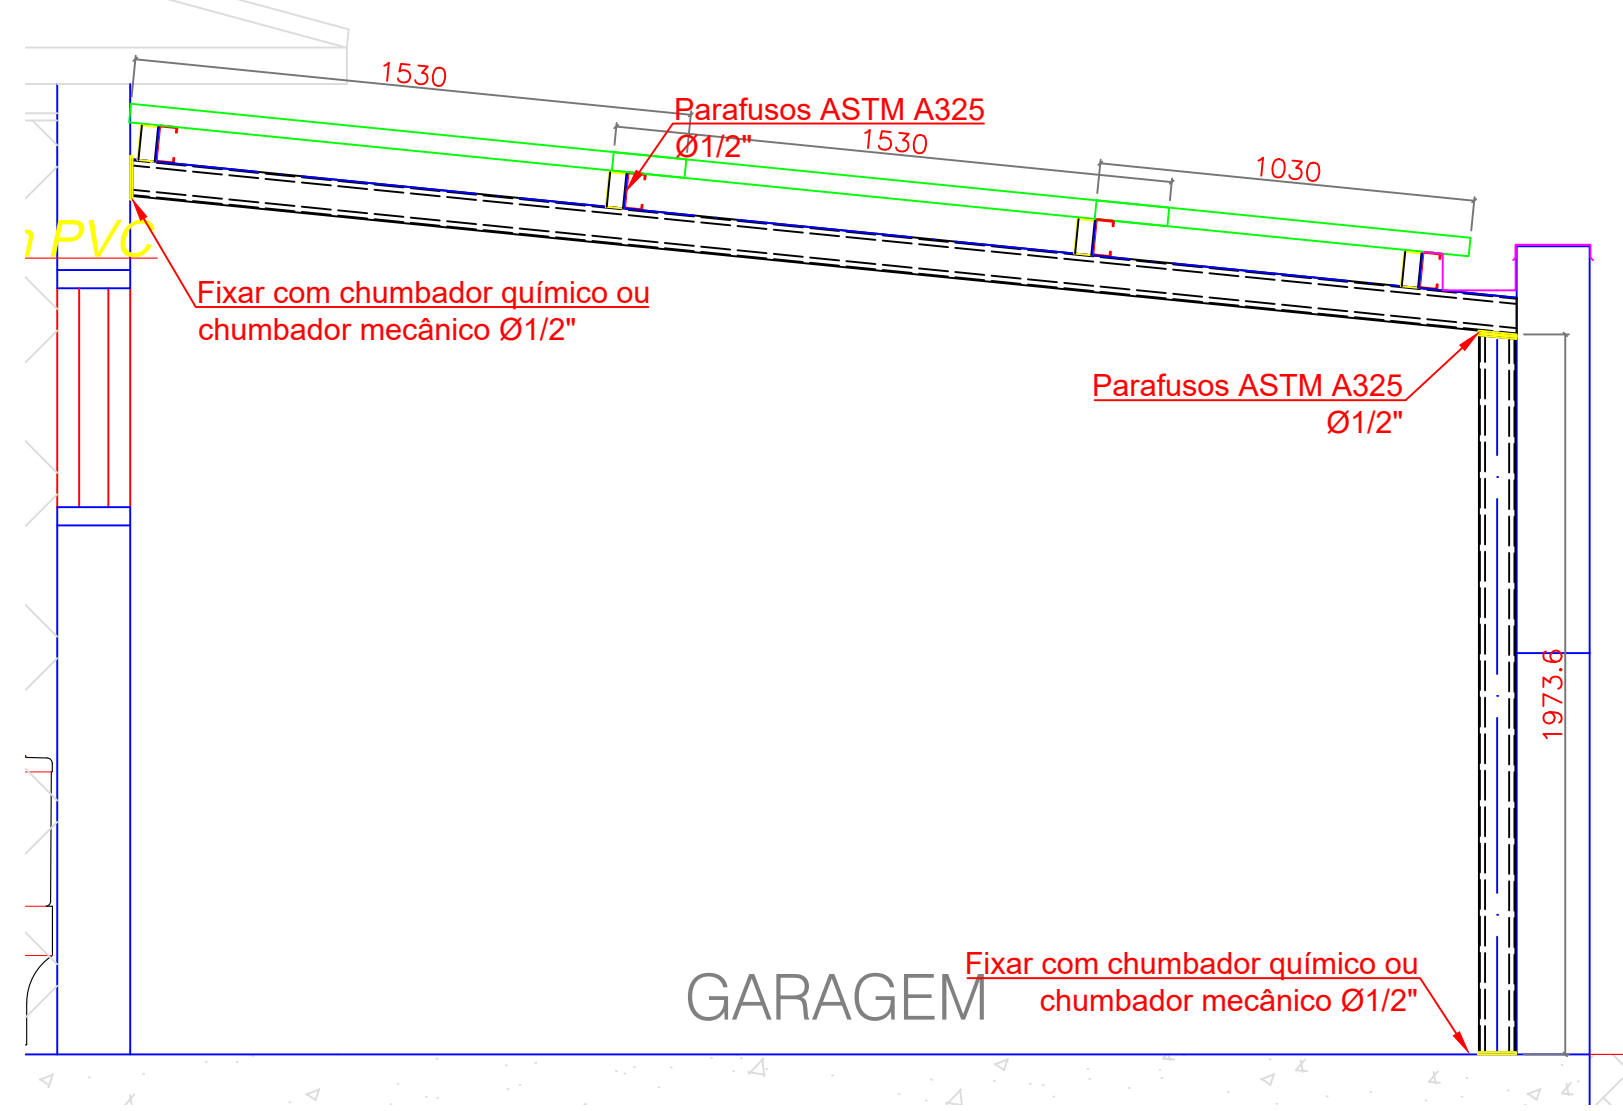 1530
Parafusos ASTM A325
Ø1/2"
1530
1030
PVC
Fixar com chumbador químico ou
chumbador mecânico Ø1/2"
Parafusos ASTM A325
Ø1/2"
1973.6
GARAGEM
Fixar com chumbador químico ou
chumbador mecânico Ø1/2"